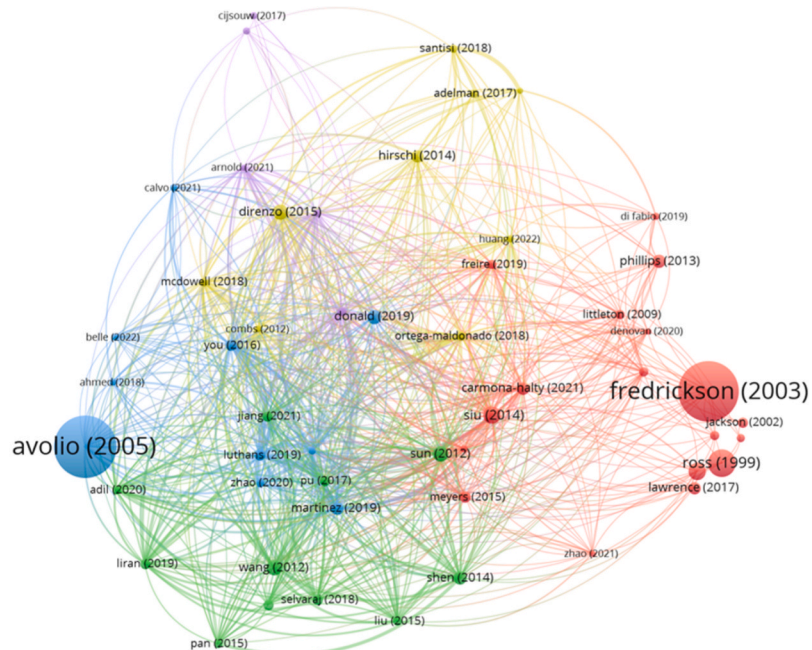 cijsouw (2017)
santisi (2018)
adelman (2017)
hirschi (2014)
arnold (2021)
calvo (2021)
direnzo (2015)
di fabio (2019)
huang (2022)
phillips (2013)
freire (2019)
mcdowell (2018)
donald (2019)
littleton (2009)
combs (2012)
denovan (2020)
belle (2022)
ortega-maldonado (2018)
you (2016)
ahmed (2018)
carmona-halty (2021)
fredrickson (2003)
jiang (2021)
siu (2014)
jackson (2002)
avolio (2005)
luthans (2019)
sun (2012)
ross (1999)
zhao (2020)
pu (2017)
adil (2020)
lawrence (2017)
meyers (2015)
martinez (2019)
zhao (2021)
liran (2019)
wang (2012)
shen (2014)
selvaraj (2018)
liu (2015)
pan (2015)